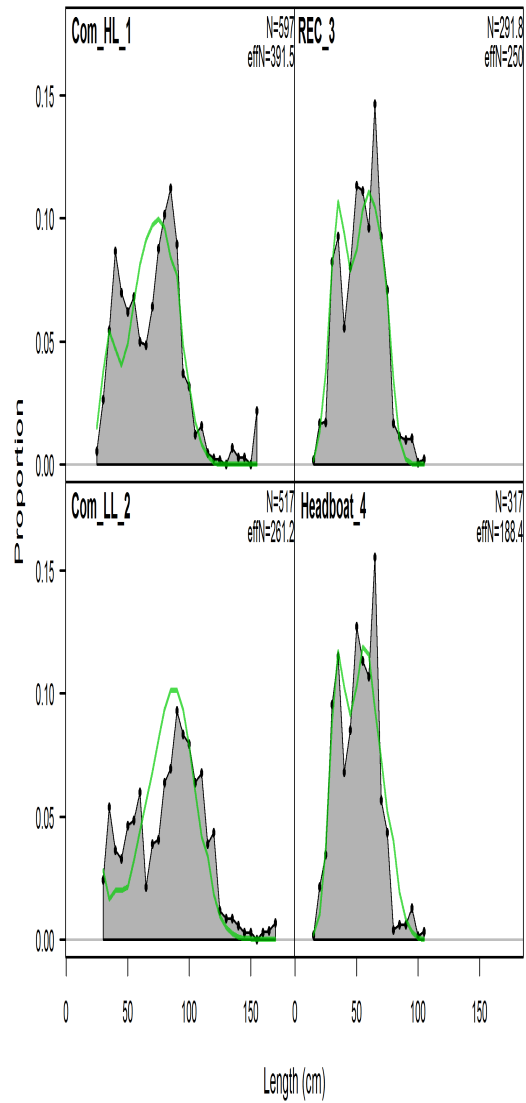 Com_HL_1
N=597
effN=391.5
REC_3
N=291.8
effN=250
0.15
0.10
0.05
0.00
Com_LL_2
N=517
effN=261.2
Headboat_4
N=317
effN=188.4
0.15
0.10
0.05
0.00
Proportion
0 50 100 150 0 50 100 150
Length (cm)